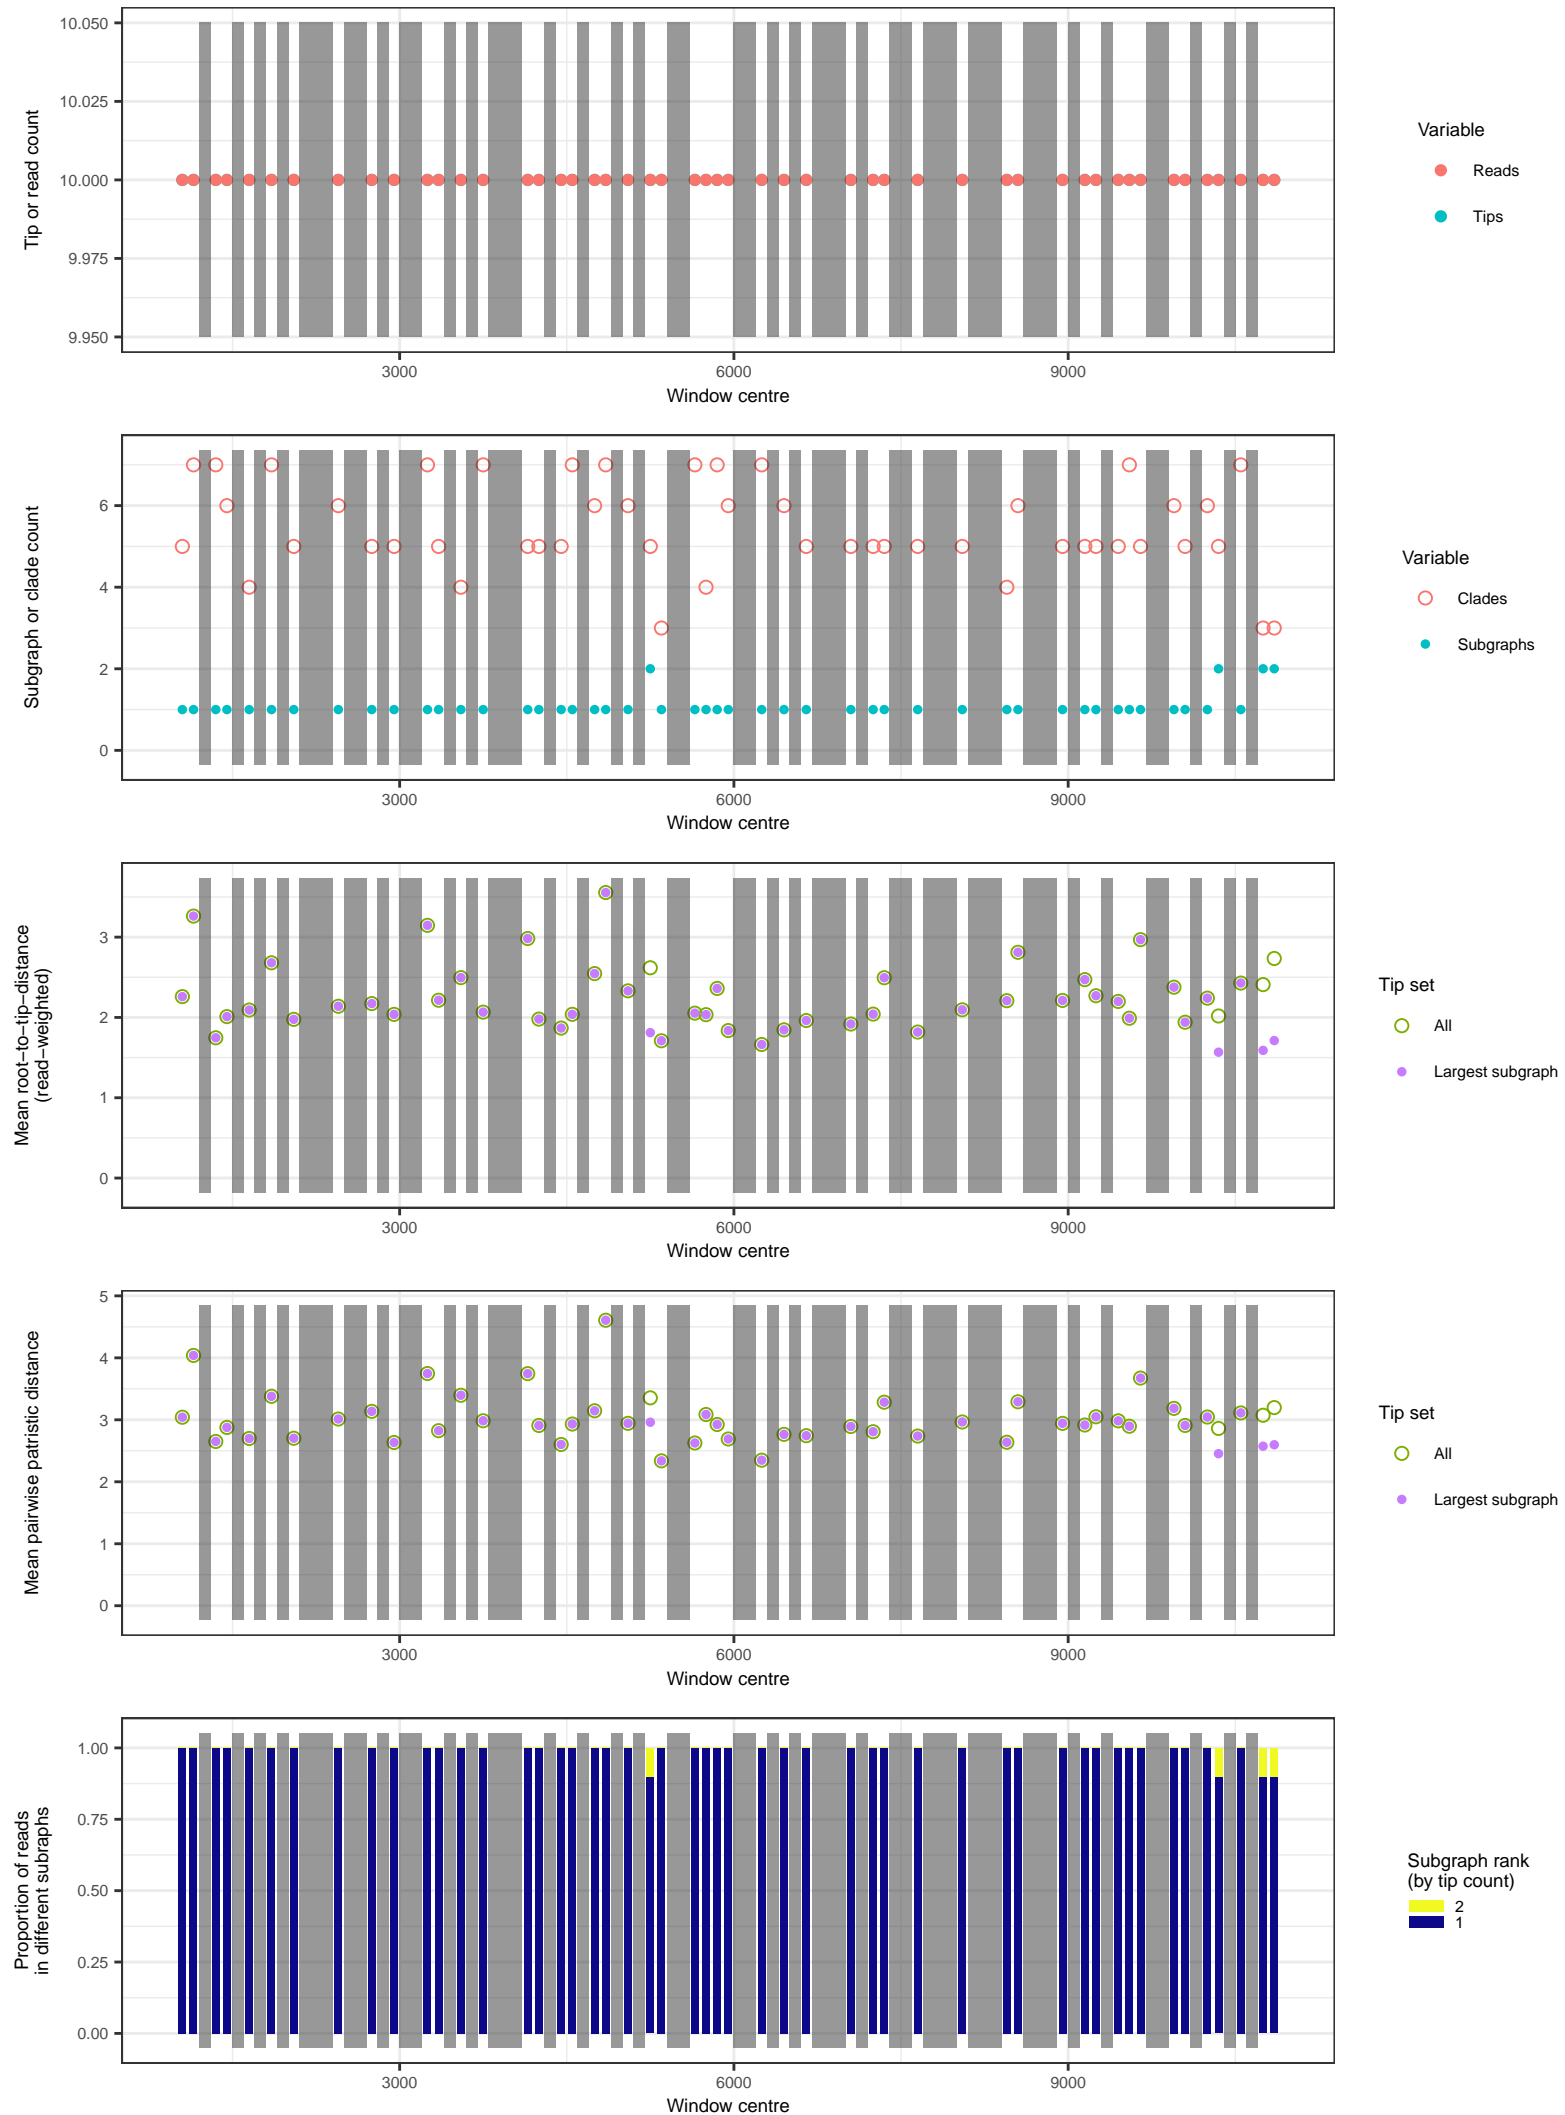 Tip or read count
10.050
10.025
10.000
9.975
9.950
3000 6000 9000
Window centre
Variable
Reads
Tips
Subgraph or clade count
6
4
2
0
3000 6000 9000
Window centre
Variable
Clades
Subgraphs
Mean root−to−tip−distance
(read−weighted)
3
2
1
0
3000 6000 9000
Window centre
Tip set
All
Largest subgraph
Mean pairwise patristic distance
5
4
3
2
1
0
3000 6000 9000
Window centre
Tip set
All
Largest subgraph
Proportion of reads
in different subraphs
1.00
0.75
0.50
0.25
0.00
3000 6000 9000
Window centre
Subgraph rank
(by tip count)
2
1